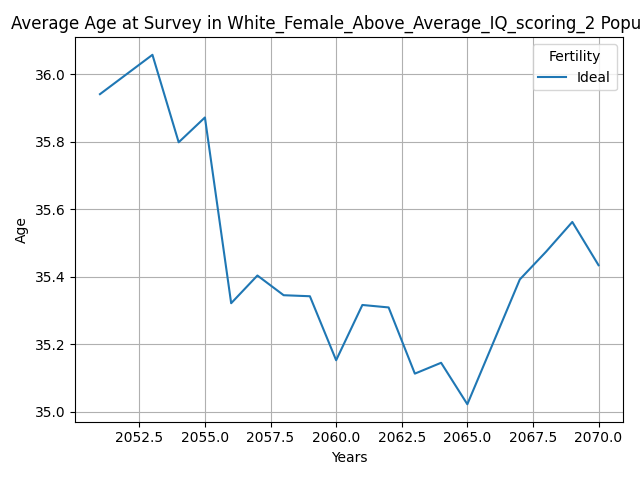 Average Age at Survey in White_Female_Above_Average_IQ_scoring_2 Popu
Fertility
Ideal
36.0
35.8
35.6
35.4
35.2
35.0
Age
2052.5 2055.0 2057.5 2060.0 2062.5 2065.0 2067.5 2070.0
Years